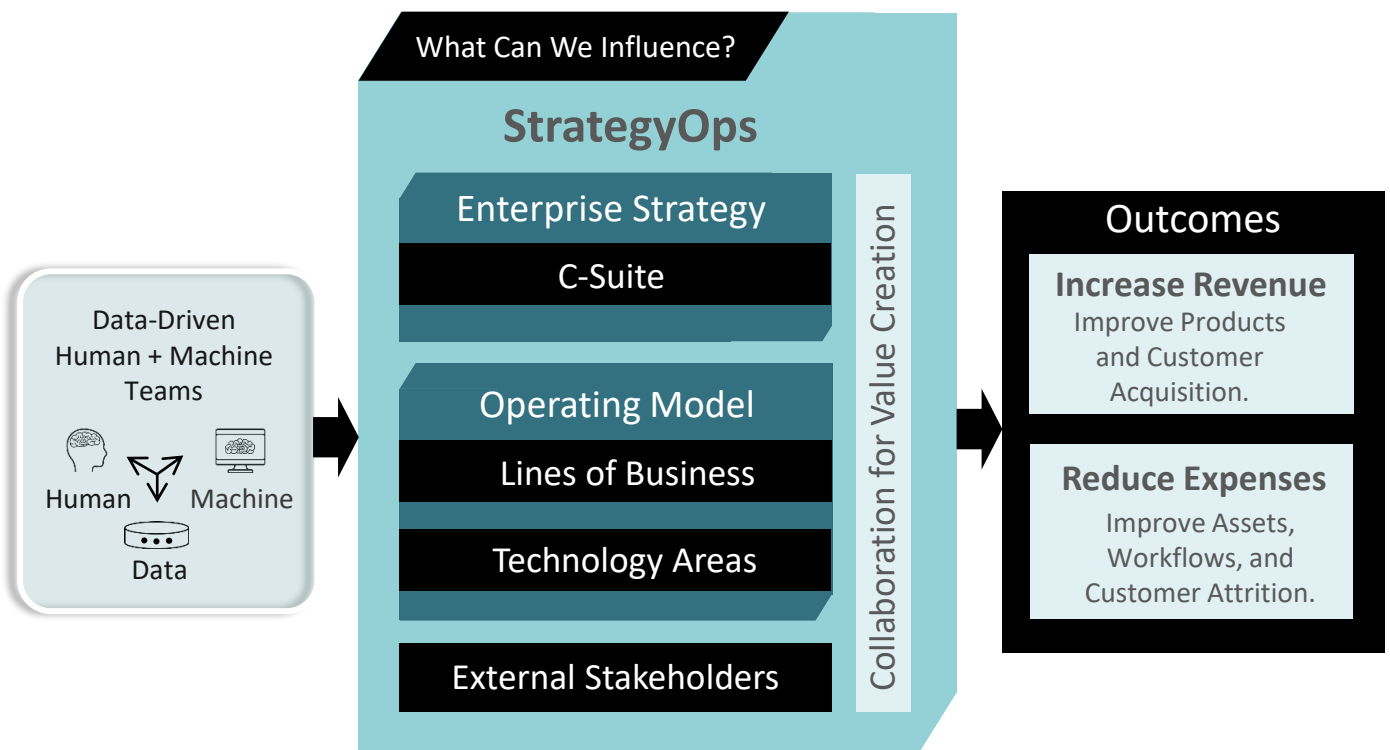 What Can We Influence?
StrategyOps
Enterprise Strategy
C-Suite
Operating Model
Lines of Business
Technology Areas
External Stakeholders
Collaboration for Value Creation
Data-Driven
Human + Machine
Teams
Human
Machine
Data
Outcomes
Increase Revenue
Improve Products
and Customer
Acquisition.
Reduce Expenses
Improve Assets,
Workflows, and
Customer Attrition.